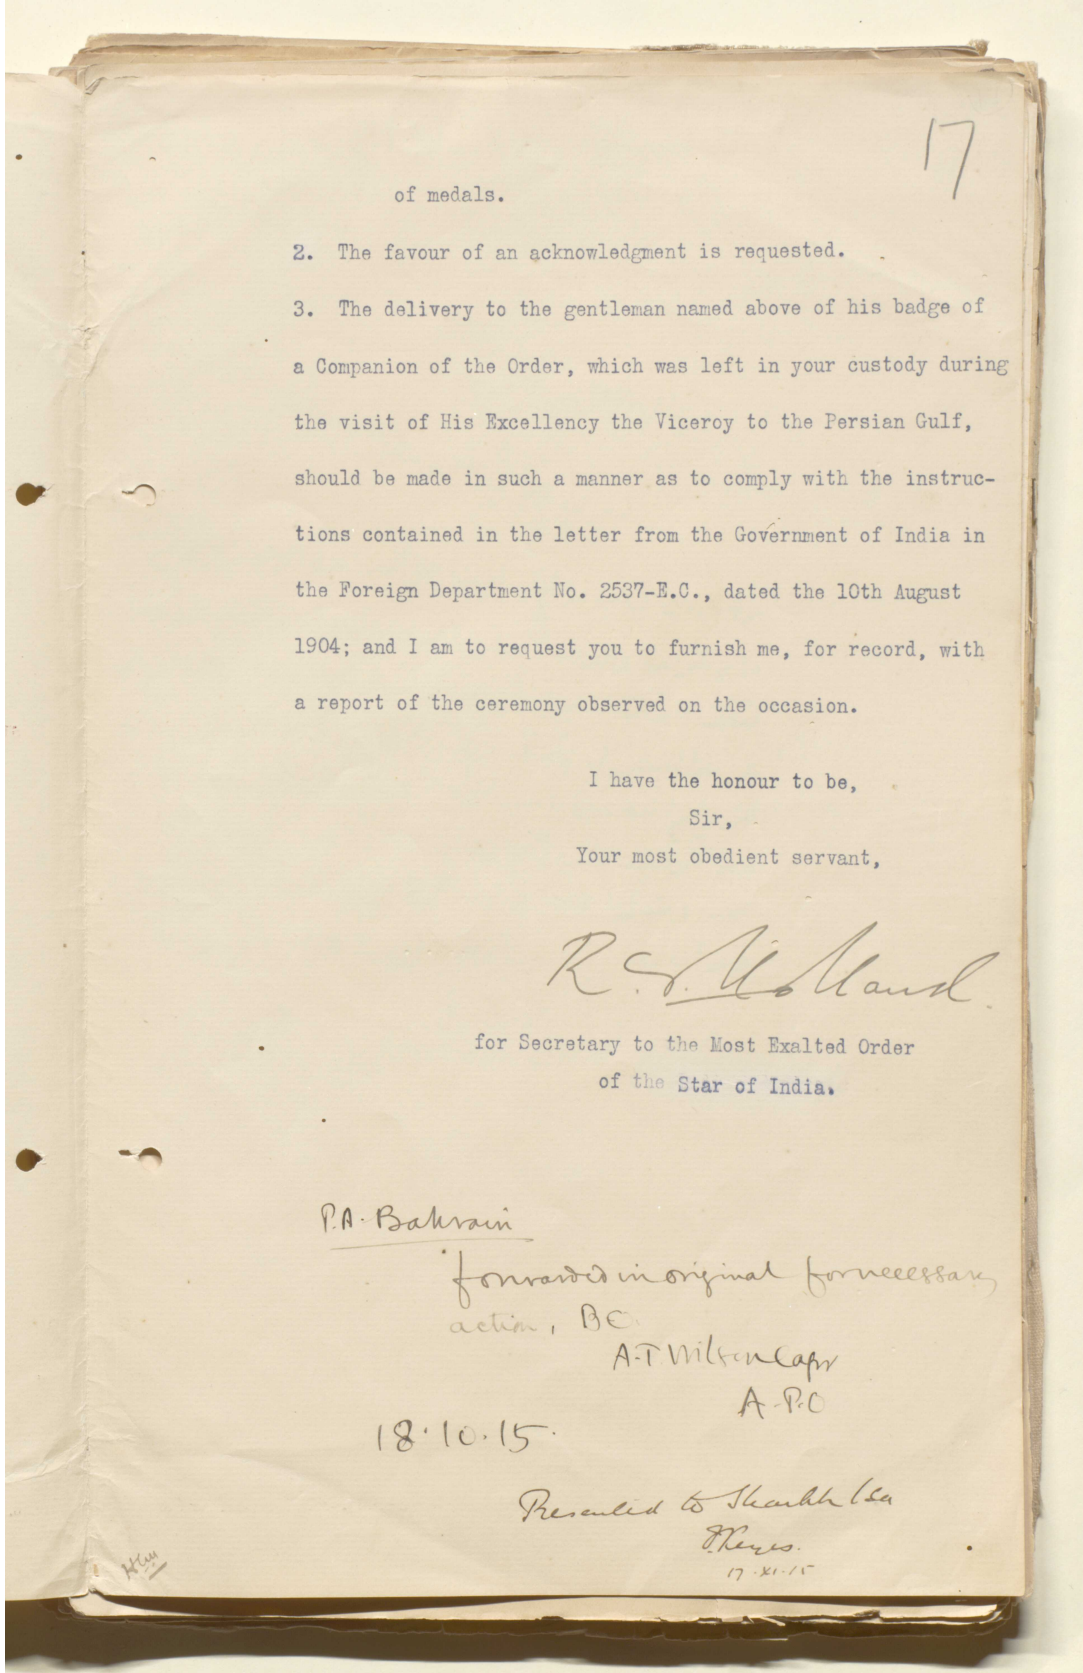 17
of medals.
2. The favour of an acknowledgment is requested.
3. The delivery to the gentleman named above of his badge of
a Companion of the Order, which was left in your custody during
the visit of His Excellency the Viceroy to the Persian Gulf,
should be made in such a manner as to comply with the instruc-
tions contained in the letter from the Government of India in
the Foreign Department No. 2537-E.C., dated the 10th August
1904; and I am to request you to furnish me, for record, with
a report of the ceremony observed on the occasion.
I have the honour to be,
Sir,
Your most obedient servant,
Holland.
for Secretary to the Most Exalted Order
of the Star of India.
P.A. Bahrain
forwarded in original for necessary
action,
A.T. Wilson Capt
18.10.15.
Presented to Shaikh Isa
Keyes.
17.XI.15